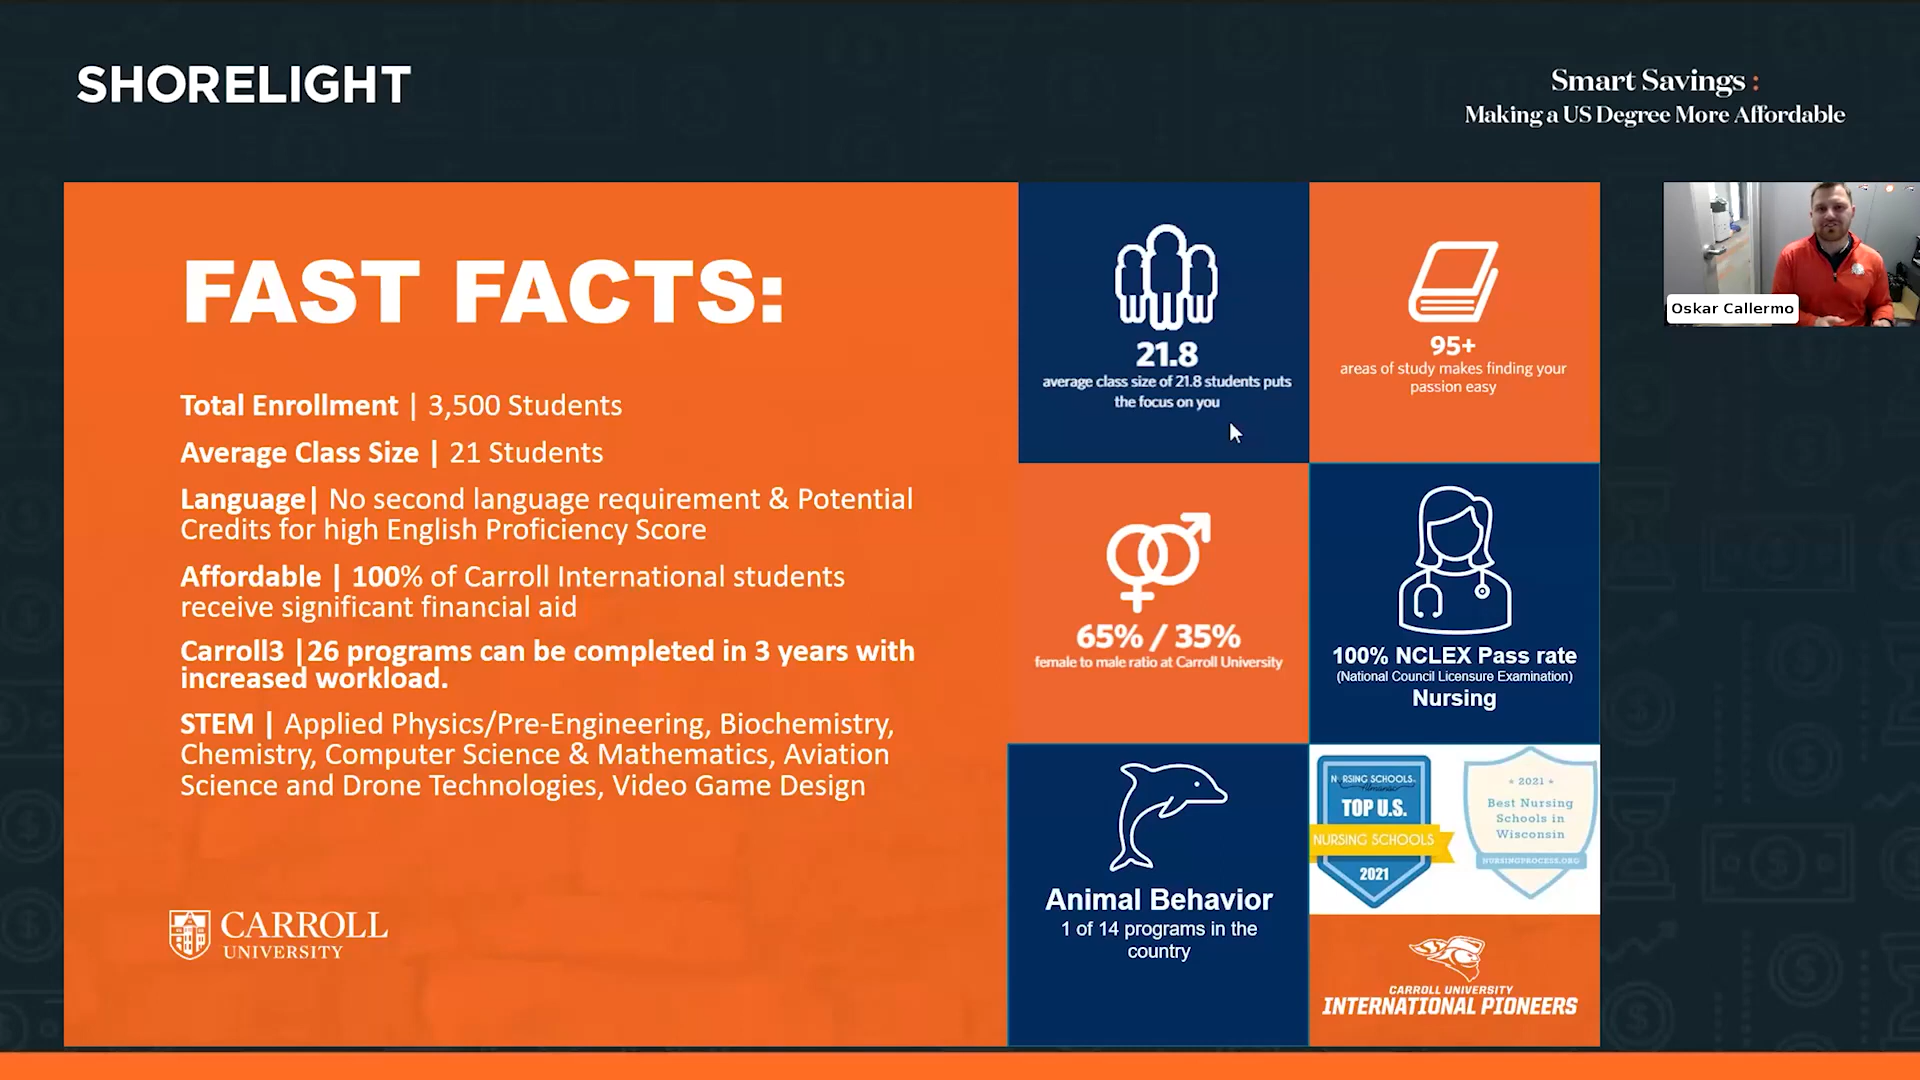 SHORELIGHT
Smart Savings :
Making a US Degree More Affordable
FAST FACTS:
Total Enrollment | 3,500 Students
Average Class Size | 21 Students
Language| No second language requirement & Potential
Credits for high English Proficiency Score
Affordable | 100% of Carroll International students
receive significant financial aid
Carroll3 |26 programs can be completed in 3 years with
increased workload.
STEM | Applied Physics/Pre-Engineering, Biochemistry,
Chemistry, Computer Science & Mathematics, Aviation
Science and Drone Technologies, Video Game Design
CARROLL
UNIVERSITY
21.8
average class size of 21.8 students puts
the focus on you
95+
areas of study makes finding your
passion easy
65% / 35%
female to male ratio at Carroll University
100% NCLEX Pass rate
(National Council Licensure Examination)
Nursing
Animal Behavior
1 of 14 programs in the
country
N RSING SCHOOLS
Almanac
TOP U.S.
NURSING SCHOOLS
2021
2021
Best Nursing
Schools in
Wisconsin
NURSINGPROCESS.ORG
CARROLL UNIVERSITY
INTERNATIONAL PIONEERS
Oskar Callermo